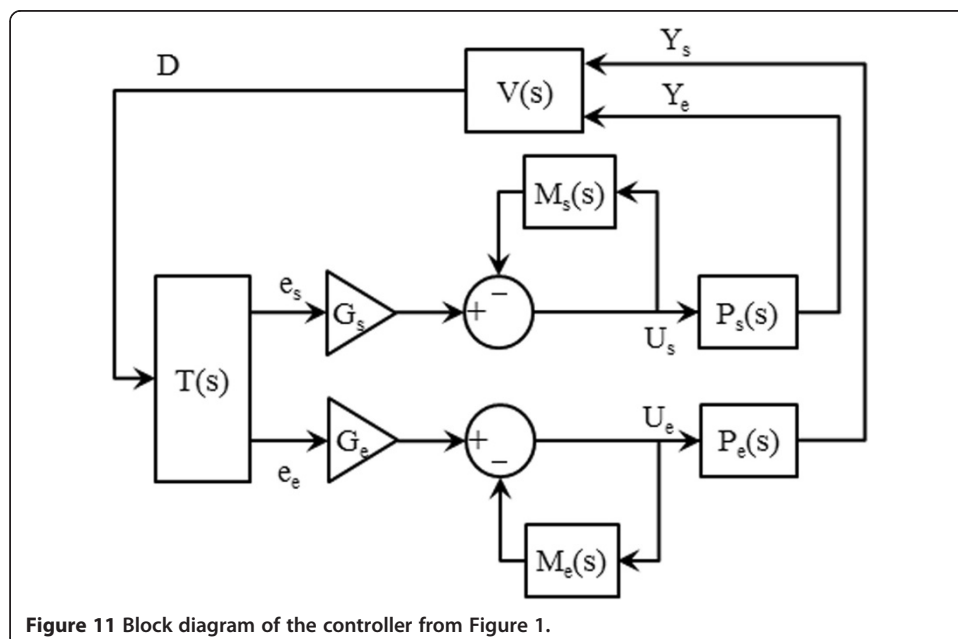 D
Y_s
V(s)
Y_e
M_s(s)
e_s
G_s
+
−
P_s(s)
U_s
T(s)
U_e
G_e
+
−
P_e(s)
e_e
M_e(s)
Figure 11 Block diagram of the controller from Figure 1.